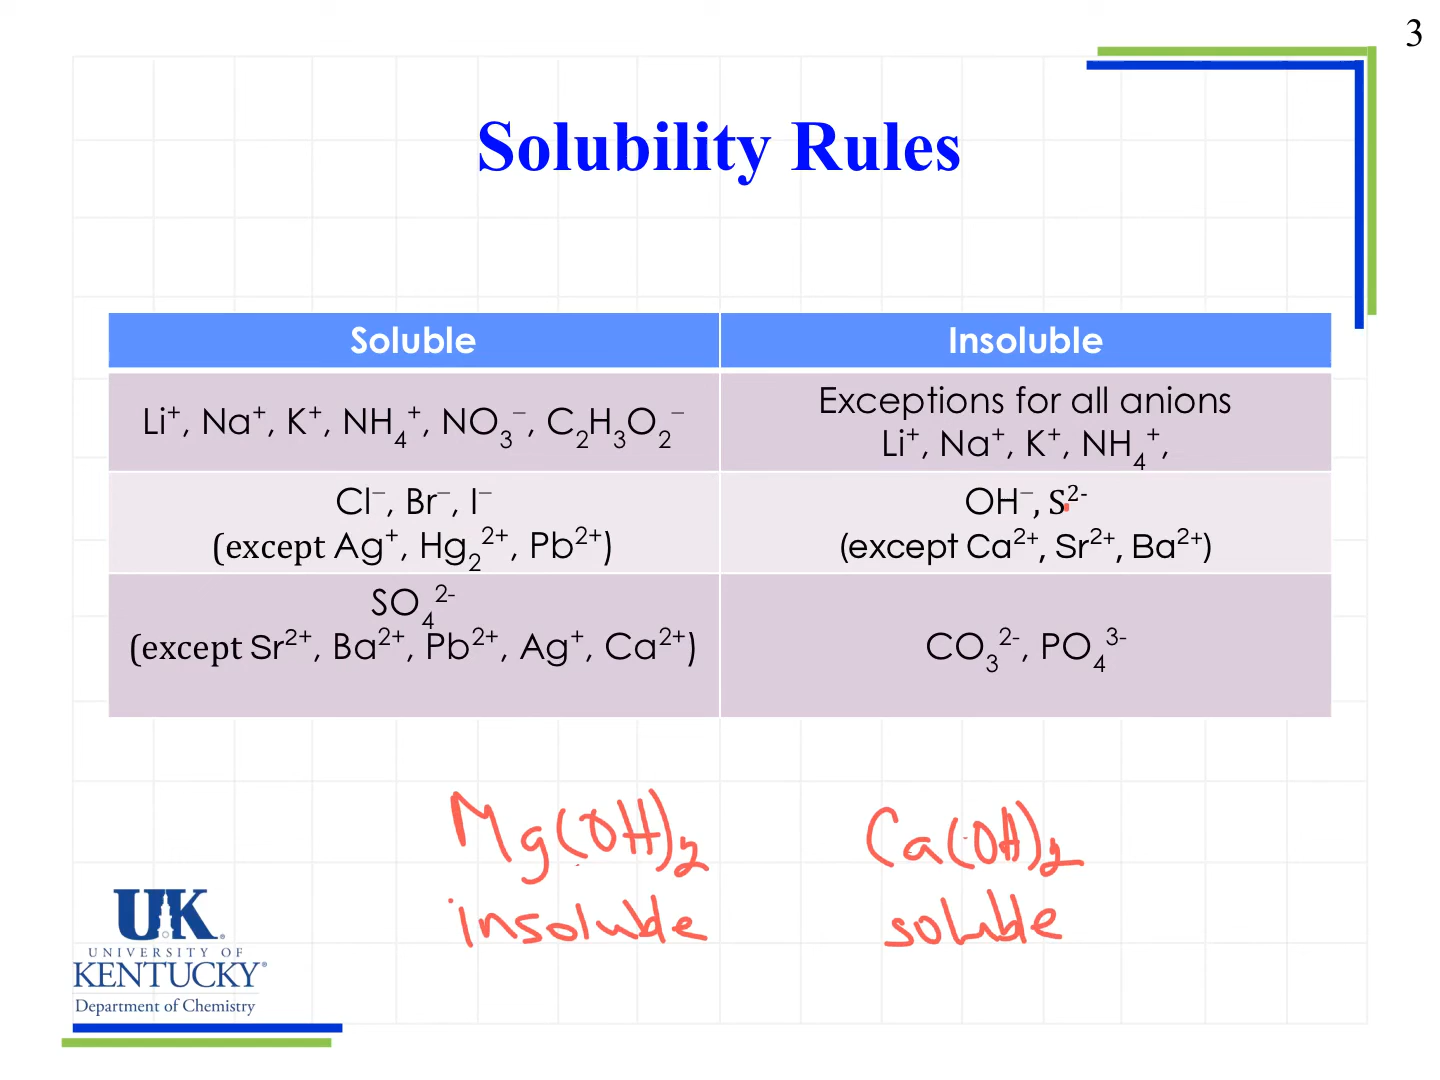 3
Solubility Rules
Soluble
Insoluble
Li⁺, Na⁺, K⁺, NH₄⁺, NO₃⁻, C₂H₃O₂⁻
Exceptions for all anions
Li⁺, Na⁺, K⁺, NH₄⁺,
Cl⁻, Br⁻, I⁻
(except Ag⁺, Hg₂²⁺, Pb²⁺)
OH⁻, S²⁻
(except Ca²⁺, Sr²⁺, Ba²⁺)
SO₄²⁻
(except Sr²⁺, Ba²⁺, Pb²⁺, Ag⁺, Ca²⁺)
CO₃²⁻, PO₄³⁻
Mg(OH)₂
insoluble
Ca(OH)₂
soluble
UK
UNIVERSITY OF
KENTUCKY®
Department of Chemistry